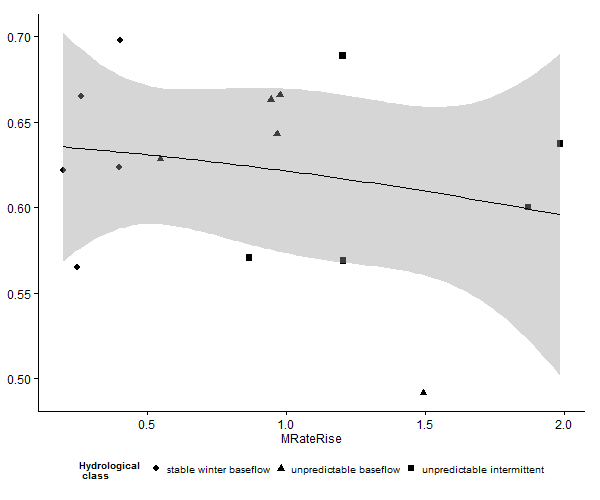 0.70
0.65
0.60
0.55
0.50
0.5 1.0 1.5 2.0
MRateRise
Hydrological
class
stable winter baseflow unpredictable baseflow unpredictable intermittent